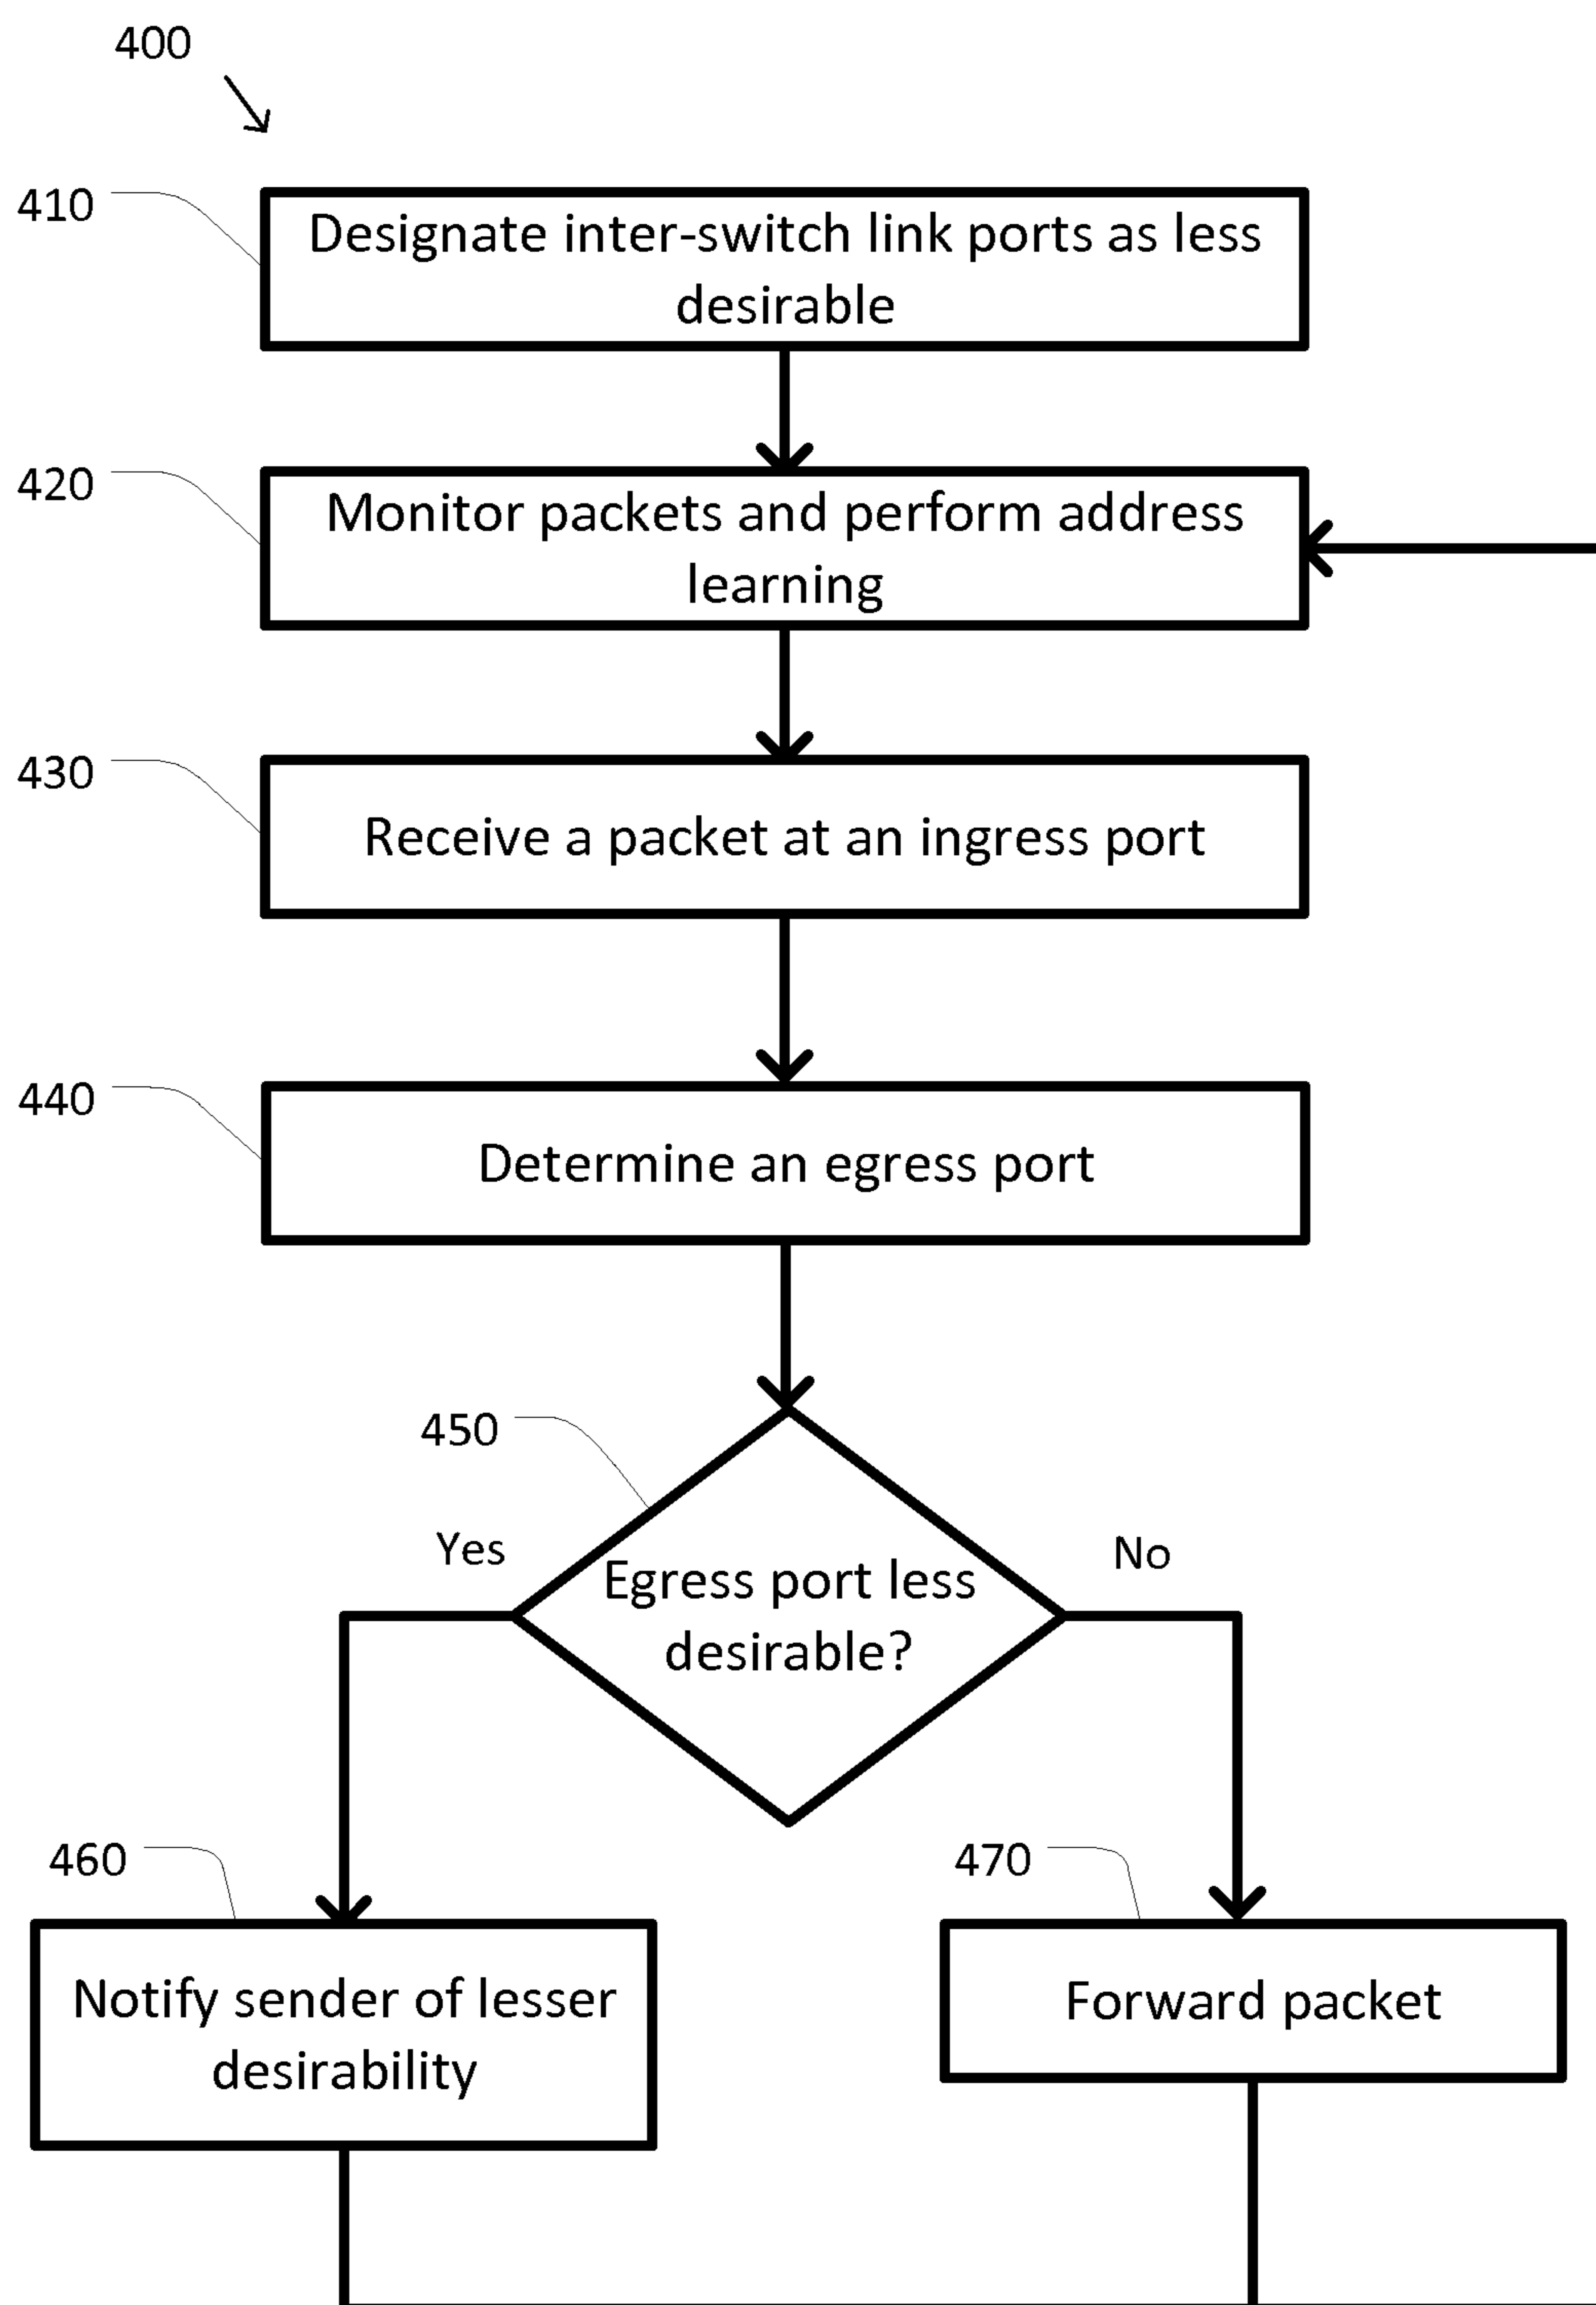 400
410
Designate inter-switch link ports as less
desirable
420
Monitor packets and perform address
learning
430
Receive a packet at an ingress port
440
Determine an egress port
450
Yes
No
Egress port less
desirable?
460
470
Notify sender of lesser
desirability
Forward packet